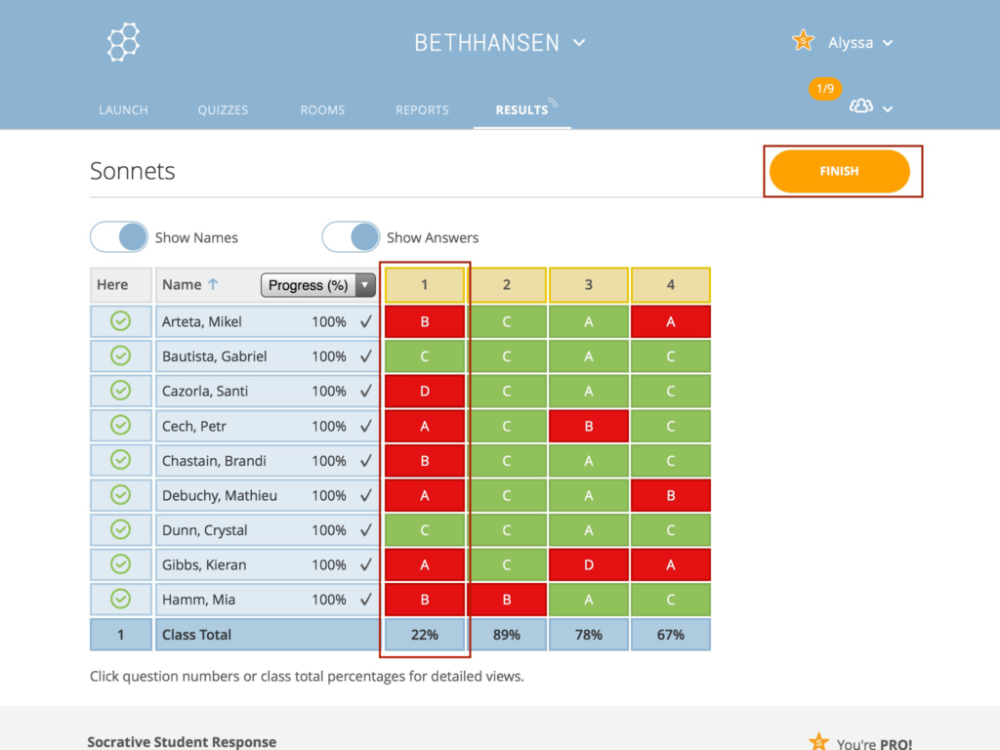 BETHHANSEN
S Alyssa
1/9
LAUNCH QUIZZES ROOMS REPORTS RESULTS
Sonnets
FINISH
Show Names Show Answers
Here Name ↑ Progress (%) 1 2 3 4
Arteta, Mikel 100% ✓ B C A A
Bautista, Gabriel 100% ✓ C C A C
Cazorla, Santi 100% ✓ D C A C
Cech, Petr 100% ✓ A C B C
Chastain, Brandi 100% ✓ B C A C
Debuchy, Mathieu 100% ✓ A C A B
Dunn, Crystal 100% ✓ C C A C
Gibbs, Kieran 100% ✓ A C D A
Hamm, Mia 100% ✓ B B A C
1 Class Total 22% 89% 78% 67%
Click question numbers or class total percentages for detailed views.
Socrative Student Response S You're PRO!